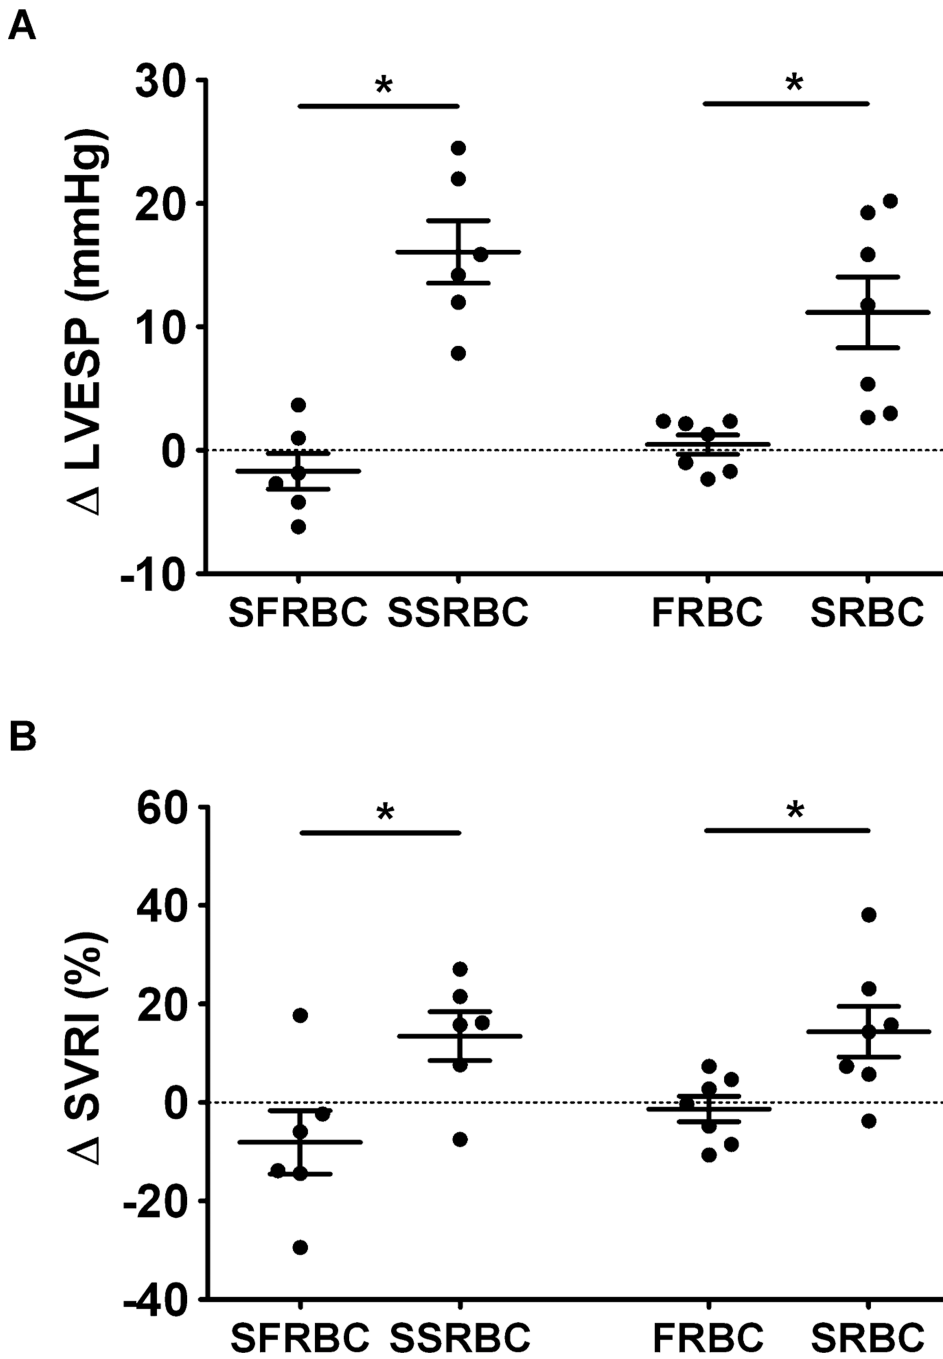 A
30
20
10
0
-10
Δ LVESP (mmHg)
* *
SFRBC SSRBC FRBC SRBC
B
60
40
20
0
-20
-40
Δ SVRI (%)
* *
SFRBC SSRBC FRBC SRBC